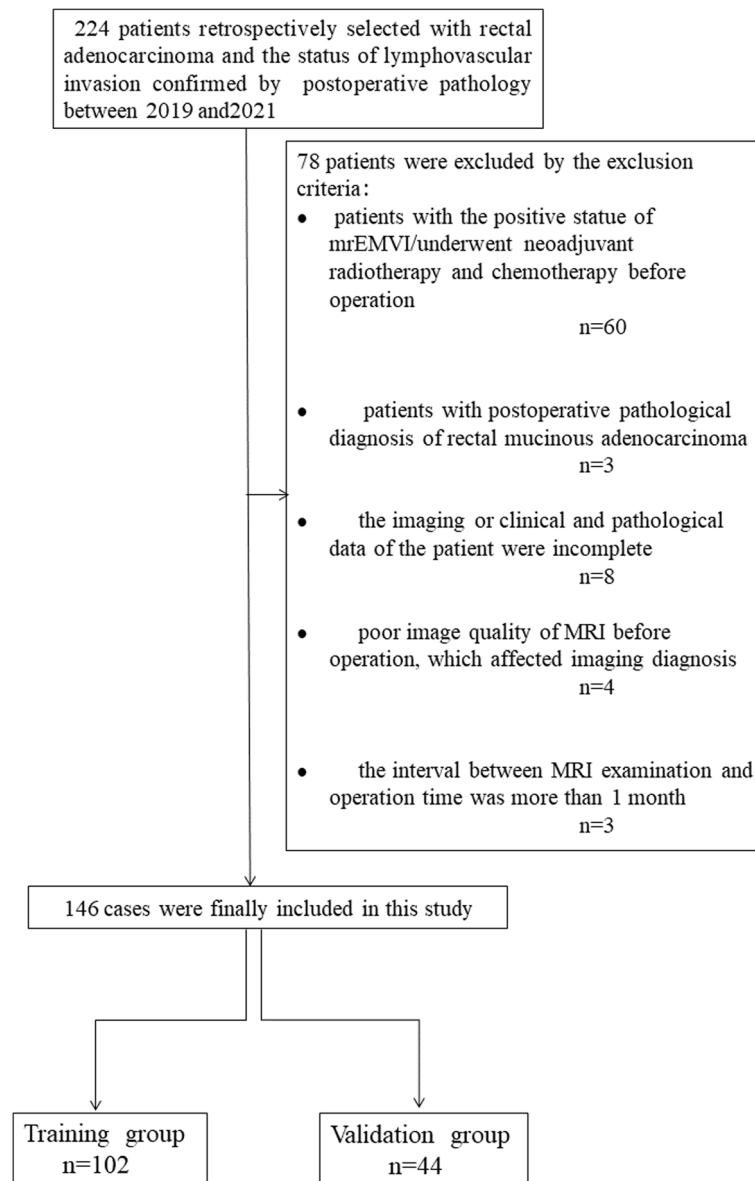 224 patients retrospectively selected with rectal
adenocarcinoma and the status of lymphovascular
invasion confirmed by postoperative pathology
between 2019 and2021
78 patients were excluded by the exclusion
criteria:
• patients with the positive statue of
mrEMVI/underwent neoadjuvant
radiotherapy and chemotherapy before
operation
n=60
• patients with postoperative pathological
diagnosis of rectal mucinous adenocarcinoma
n=3
• the imaging or clinical and pathological
data of the patient were incomplete
n=8
• poor image quality of MRI before
operation, which affected imaging diagnosis
n=4
• the interval between MRI examination and
operation time was more than 1 month
n=3
146 cases were finally included in this study
Training group
n=102
Validation group
n=44